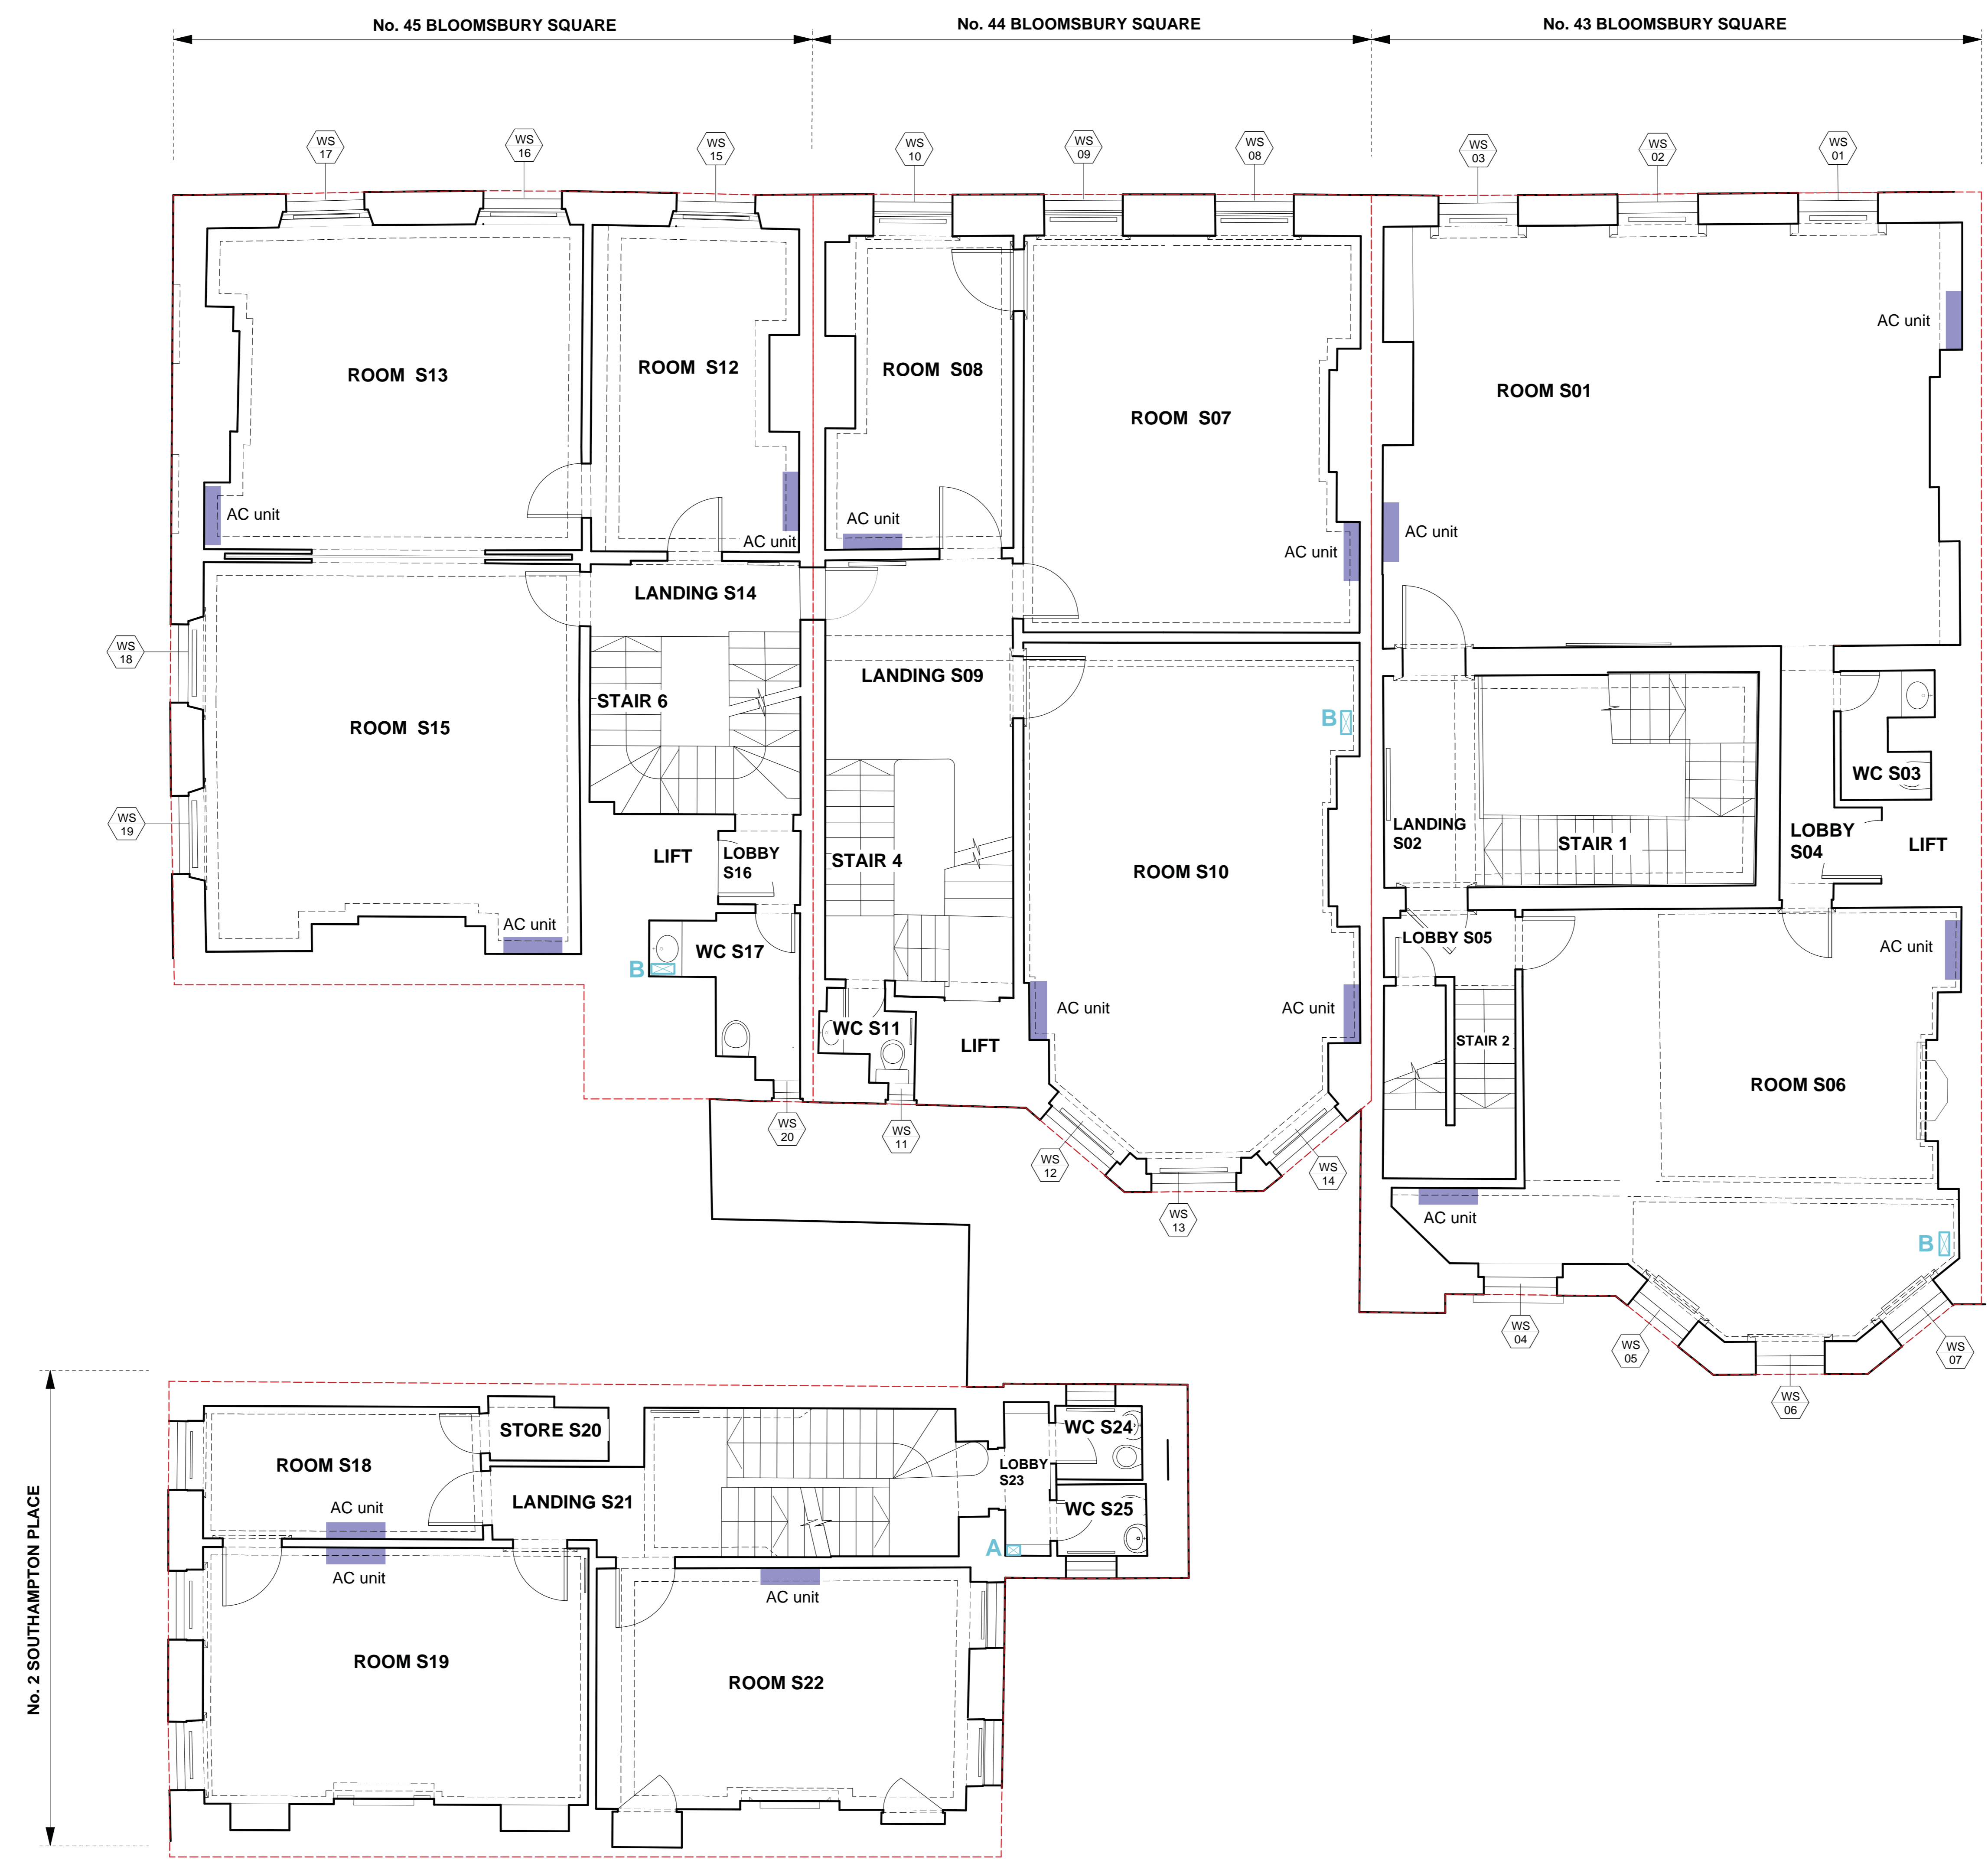 No. 45 BLOOMSBURY SQUARE
No. 44 BLOOMSBURY SQUARE
No. 43 BLOOMSBURY SQUARE
WS
17
WS
16
WS
15
WS
10
WS
09
WS
08
WS
03
WS
02
WS
01
ROOM S13
ROOM S12
ROOM S08
ROOM S07
ROOM S01
AC unit
AC unit
AC unit
AC unit
AC unit
AC unit
LANDING S14
WS
18
STAIR 6
LANDING S09
ROOM S15
B
WC S03
WS
19
LIFT
LOBBY
S16
STAIR 4
ROOM S10
LANDING
S02
STAIR 1
LOBBY
S04
LIFT
AC unit
WC S17
B
LOBBY S05
AC unit
AC unit
AC unit
WC S11
LIFT
STAIR 2
ROOM S06
WS
20
WS
11
WS
12
WS
14
WS
13
AC unit
B
WS
04
WS
05
WS
07
WS
06
No. 2 SOUTHAMPTON PLACE
STORE S20
WC S24
ROOM S18
LOBBY
S23
LANDING S21
WC S25
AC unit
A
AC unit
AC unit
ROOM S19
ROOM S22